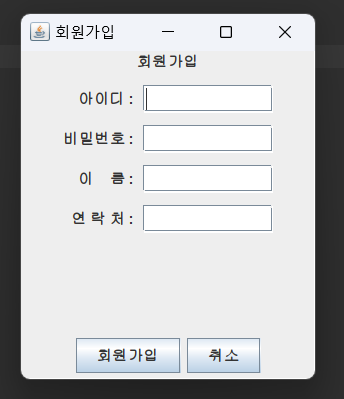 회원가입
회원가입
아이디 :
비밀번호 :
이 름 :
연 락 처 :
회원가입 취소